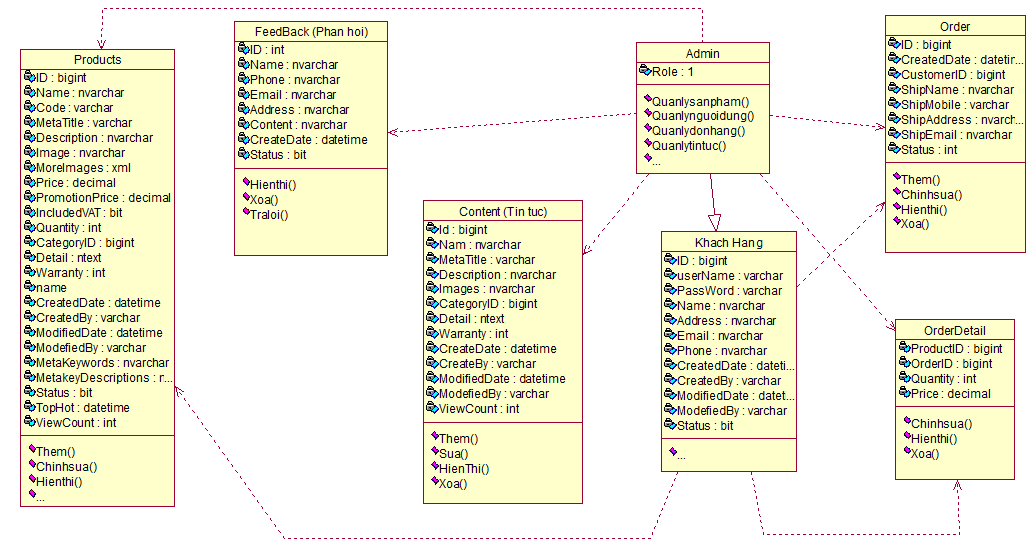 Products
ID : bigint
Name : nvarchar
Code : varchar
MetaTitle : varchar
Description : nvarchar
Image : nvarchar
MoreImages : xml
Price : decimal
PromotionPrice : decimal
IncludedVAT : bit
Quantity : int
CategoryID : bigint
Detail : ntext
Warranty : int
name
CreatedDate : datetime
CreatedBy : varchar
ModifiedDate : datetime
ModefiedBy : varchar
MetaKeywords : nvarchar
MetakeyDescriptions : r...
Status : bit
TopHot : datetime
ViewCount : int
Them()
Chinhsua()
Hienthi()
...
FeedBack (Phan hoi)
ID : int
Name : nvarchar
Phone : nvarchar
Email : nvarchar
Address : nvarchar
Content : nvarchar
CreateDate : datetime
Status : bit
Hienthi()
Xoa()
Traloi()
Content (Tin tuc)
Id : bigint
Nam : nvarchar
MetaTitle : varchar
Description : nvarchar
Images : nvarchar
CategoryID : bigint
Detail : ntext
Warranty : int
CreateDate : datetime
CreateBy : varchar
ModifiedDate : datetime
ModefiedBy : varchar
ViewCount : int
Them()
Sua()
HienThi()
Xoa()
Admin
Role : 1
Quanlysanpham()
Quanlynguoidung()
Quanlydonhang()
Quanlytintuc()
...
Khach Hang
ID : bigint
userName : varchar
PassWord : varchar
Name : nvarchar
Address : nvarchar
Email : nvarchar
Phone : nvarchar
CreatedDate : dateti...
CreatedBy : varchar
ModifiedDate : datet...
ModefiedBy : varchar
Status : bit
...
Order
ID : bigint
CreatedDate : datetir...
CustomerID : bigint
ShipName : nvarchar
ShipMobile : varchar
ShipAddress : nvarch...
ShipEmail : nvarchar
Status : int
Them()
Chinhsua()
Hienthi()
Xoa()
OrderDetail
ProductID : bigint
OrderID : bigint
Quantity : int
Price : decimal
Chinhsua()
Hienthi()
Xoa()